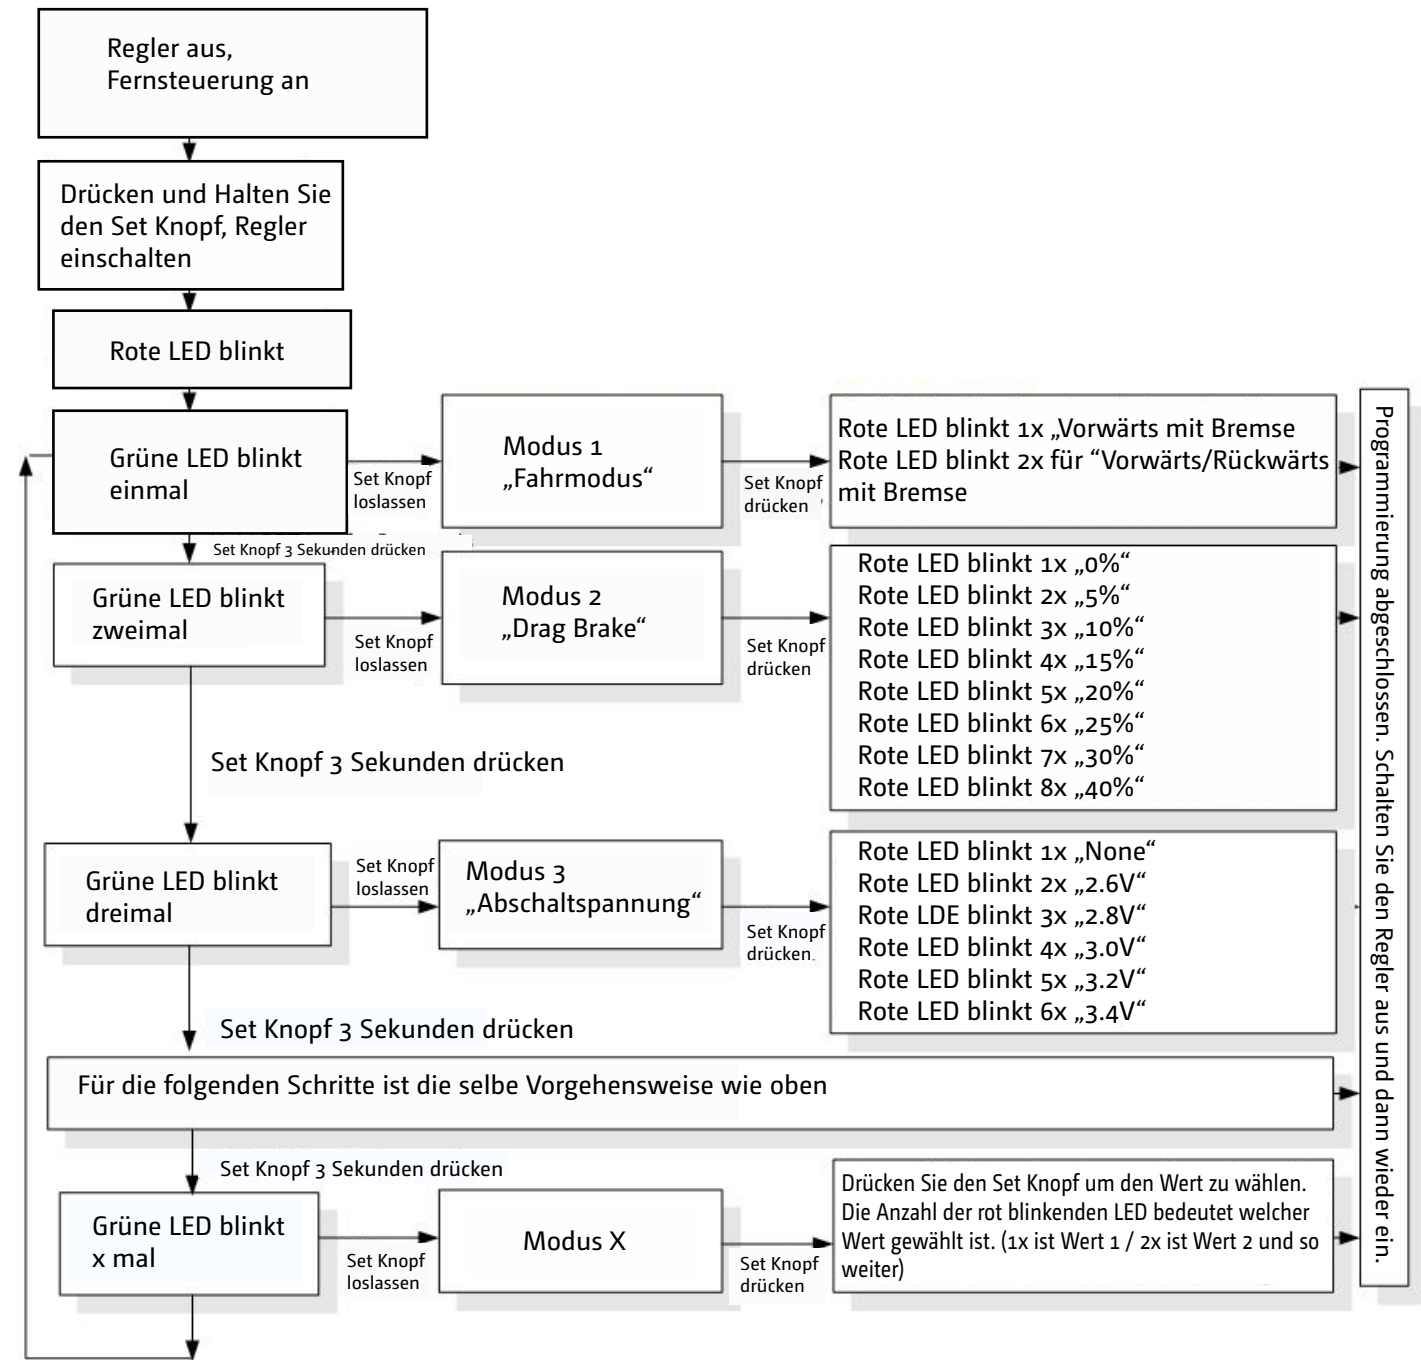 Regler aus,
Fernsteuerung an
Drücken und Halten Sie
den Set Knopf, Regler
einschalten
Rote LED blinkt
Grüne LED blinkt
einmal
Set Knopf
loslassen
Modus 1
„Fahrmodus“
Set Knopf
drücken
Rote LED blinkt 1x „Vorwärts mit Bremse
Rote LED blinkt 2x für “Vorwärts/Rückwärts
mit Bremse
Set Knopf 3 Sekunden drücken
Grüne LED blinkt
zweimal
Set Knopf
loslassen
Modus 2
„Drag Brake“
Set Knopf
drücken
Rote LED blinkt 1x „0%“
Rote LED blinkt 2x „5%“
Rote LED blinkt 3x „10%“
Rote LED blinkt 4x „15%“
Rote LED blinkt 5x „20%“
Rote LED blinkt 6x „25%“
Rote LED blinkt 7x „30%“
Rote LED blinkt 8x „40%“
Set Knopf 3 Sekunden drücken
Grüne LED blinkt
dreimal
Set Knopf
loslassen
Modus 3
„Abschaltspannung“
Set Knopf
drücken.
Rote LED blinkt 1x „None“
Rote LED blinkt 2x „2.6V“
Rote LDE blinkt 3x „2.8V“
Rote LED blinkt 4x „3.0V“
Rote LED blinkt 5x „3.2V“
Rote LED blinkt 6x „3.4V“
Set Knopf 3 Sekunden drücken
Für die folgenden Schritte ist die selbe Vorgehensweise wie oben
Set Knopf 3 Sekunden drücken
Grüne LED blinkt
x mal
Set Knopf
loslassen
Modus X
Set Knopf
drücken
Drücken Sie den Set Knopf um den Wert zu wählen.
Die Anzahl der rot blinkenden LED bedeutet welcher
Wert gewählt ist. (1x ist Wert 1 / 2x ist Wert 2 und so
weiter)
Programmierung abgeschlossen. Schalten Sie den Regler aus und dann wieder ein.